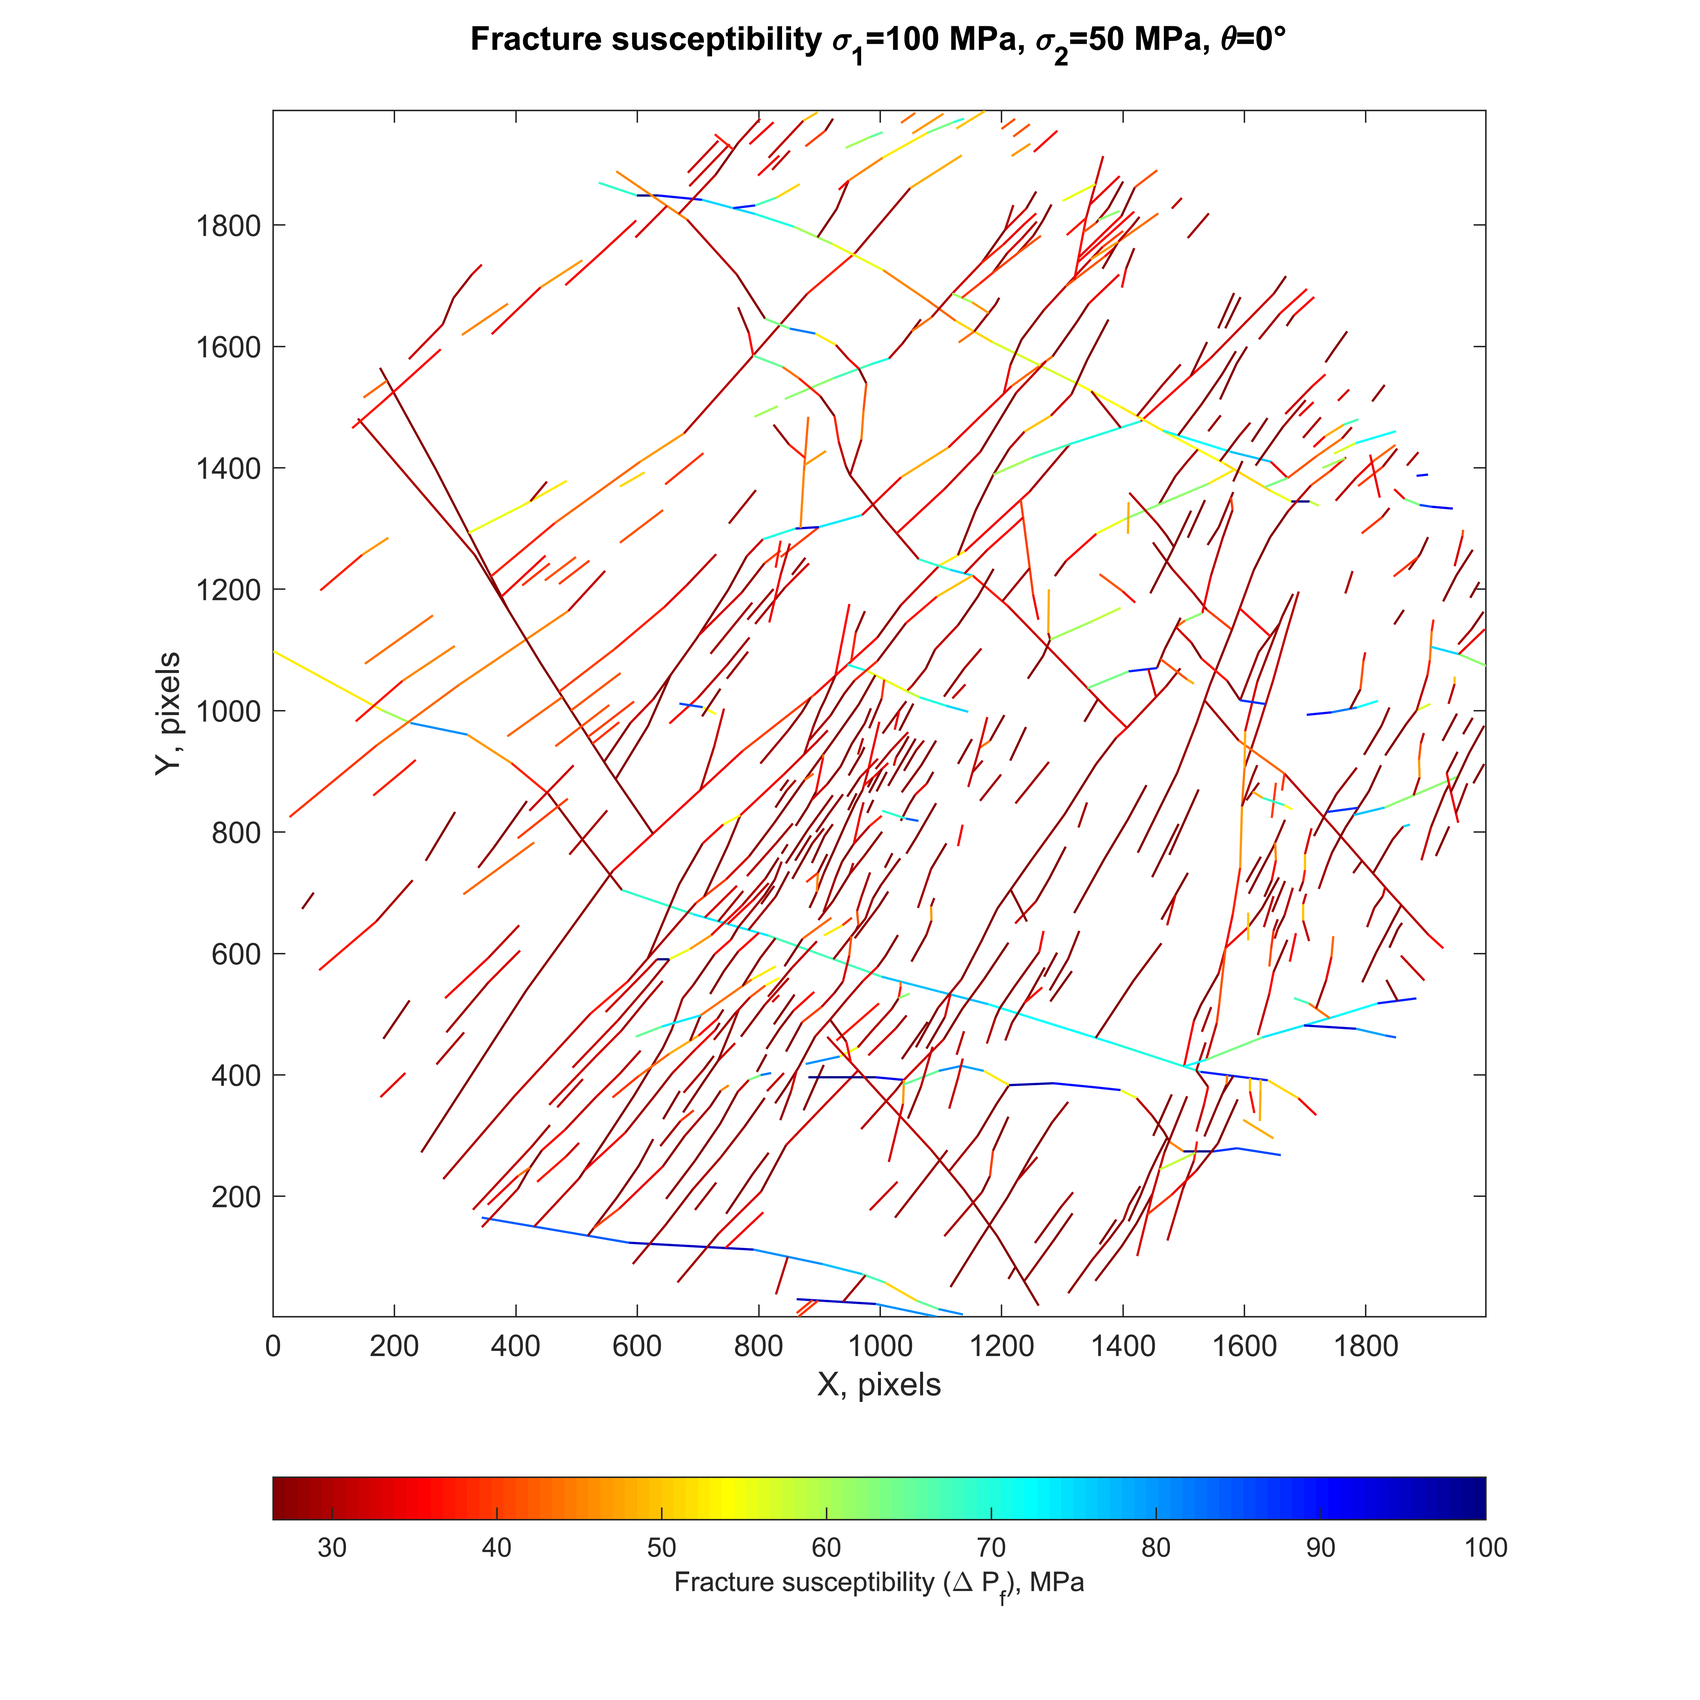 Fracture susceptibility σ1=100 MPa, σ2=50 MPa, θ=0°
Y, pixels
1800
1600
1400
1200
1000
800
600
400
200
0 200 400 600 800 1000 1200 1400 1600 1800
X, pixels
30 40 50 60 70 80 90 100
Fracture susceptibility (Δ Pf), MPa